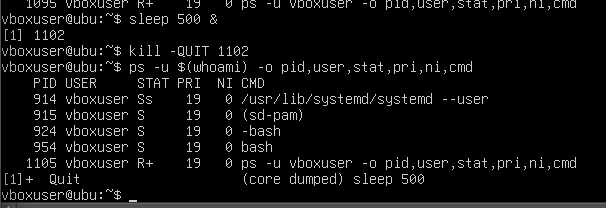 1095 vboxuser R+    19   0 ps -u vboxuser -o pid,user,stat,pri,ni,cmd
vboxuser@ubu:~$ sleep 500 &
[1] 1102
vboxuser@ubu:~$ kill -QUIT 1102
vboxuser@ubu:~$ ps -u $(whoami) -o pid,user,stat,pri,ni,cmd
    PID USER     STAT PRI  NI CMD
    914 vboxuser Ss    19   0 /usr/lib/systemd/systemd --user
    915 vboxuser S     19   0 (sd-pam)
    924 vboxuser S     19   0 -bash
    954 vboxuser S     19   0 bash
   1105 vboxuser R+    19   0 ps -u vboxuser -o pid,user,stat,pri,ni,cmd
[1]+  Quit                    (core dumped) sleep 500
vboxuser@ubu:~$ _